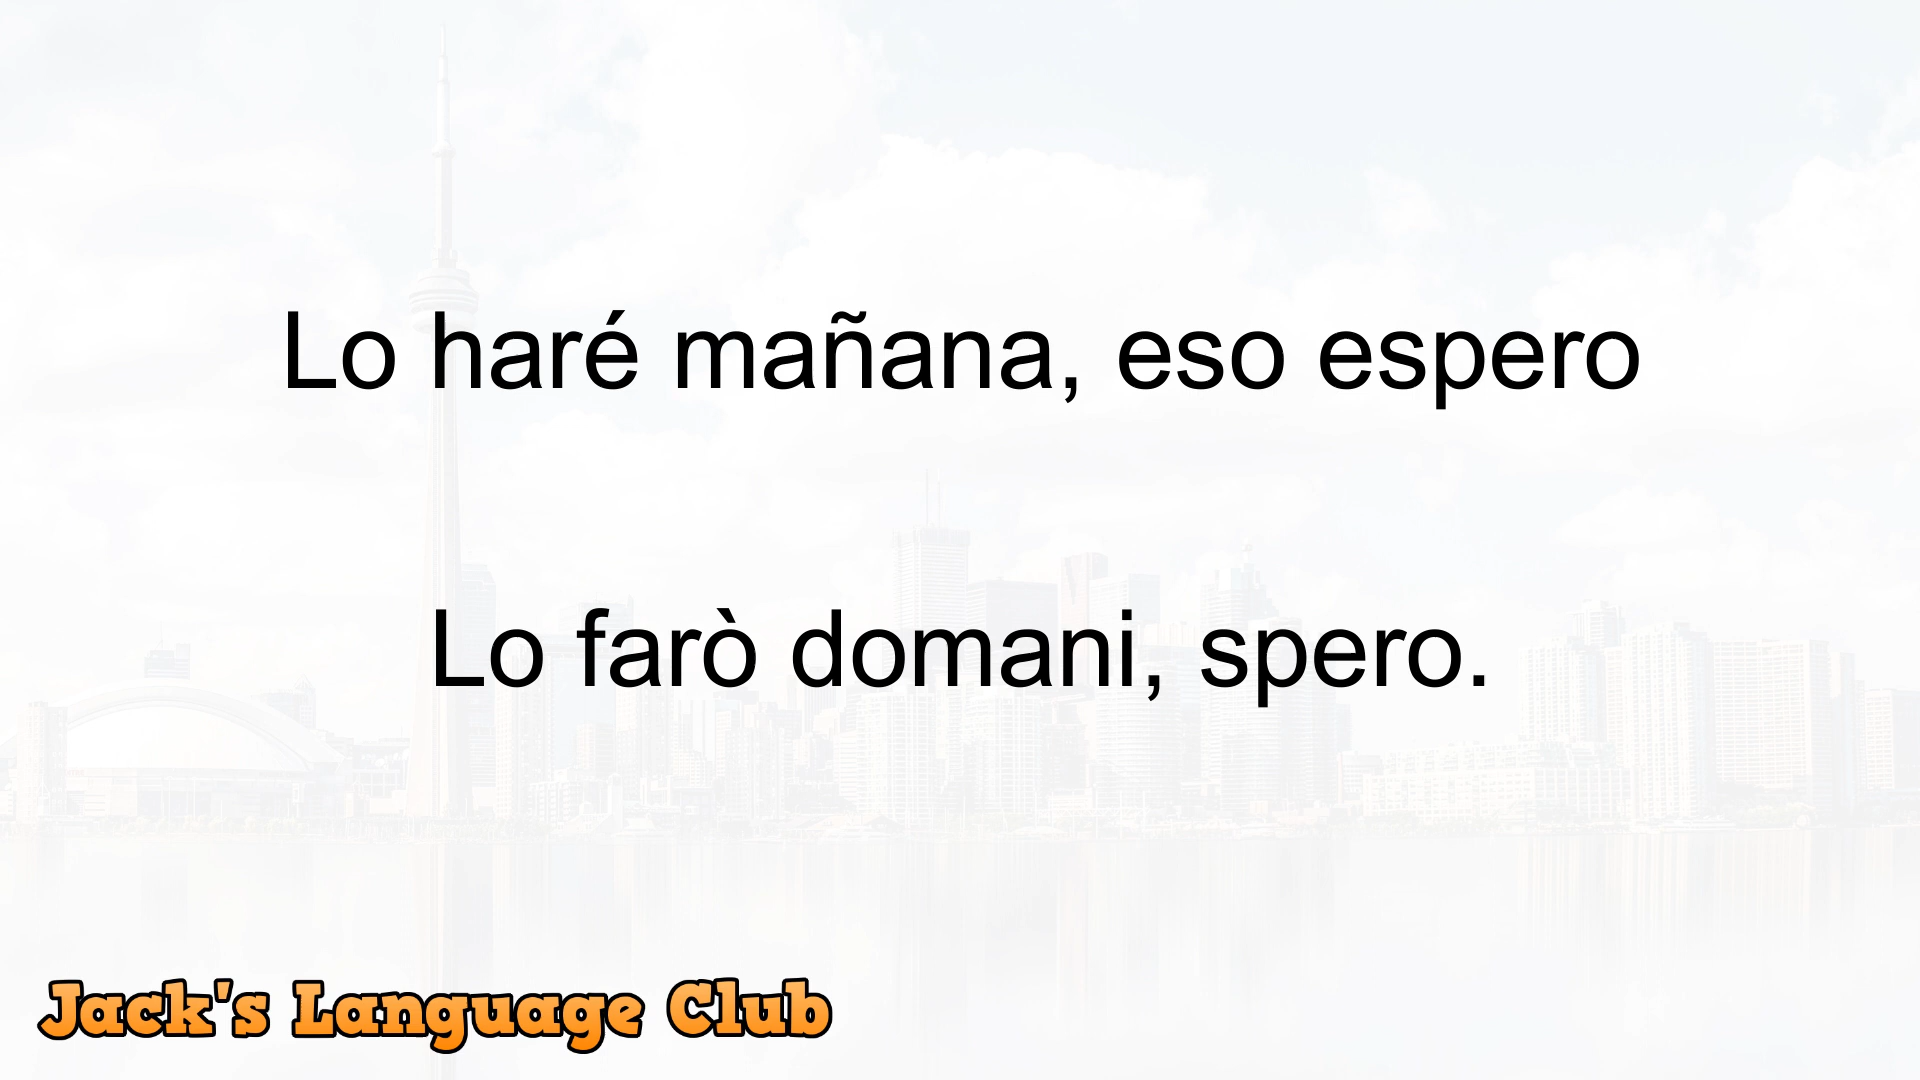 Lo haré mañana, eso espero
Lo farò domani, spero.
Jack's Language Club